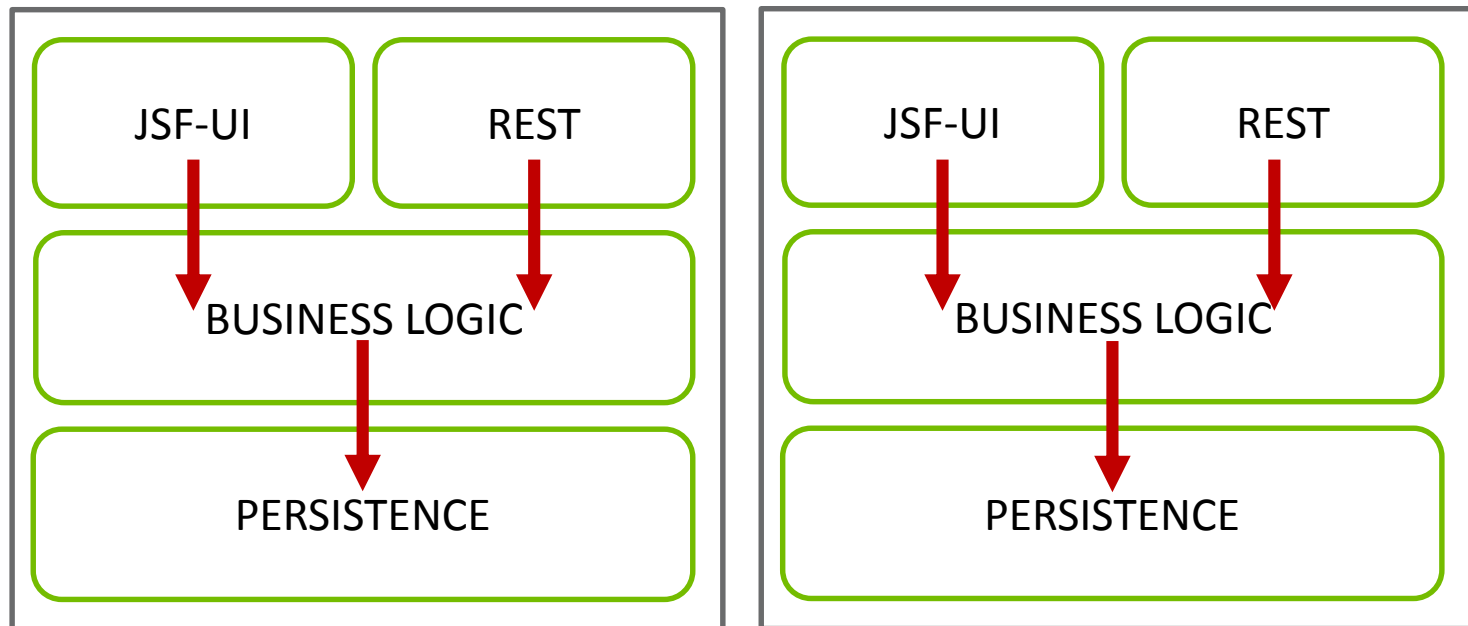 JSF-UI
REST
BUSINESS LOGIC
PERSISTENCE
JSF-UI
REST
BUSINESS LOGIC
PERSISTENCE